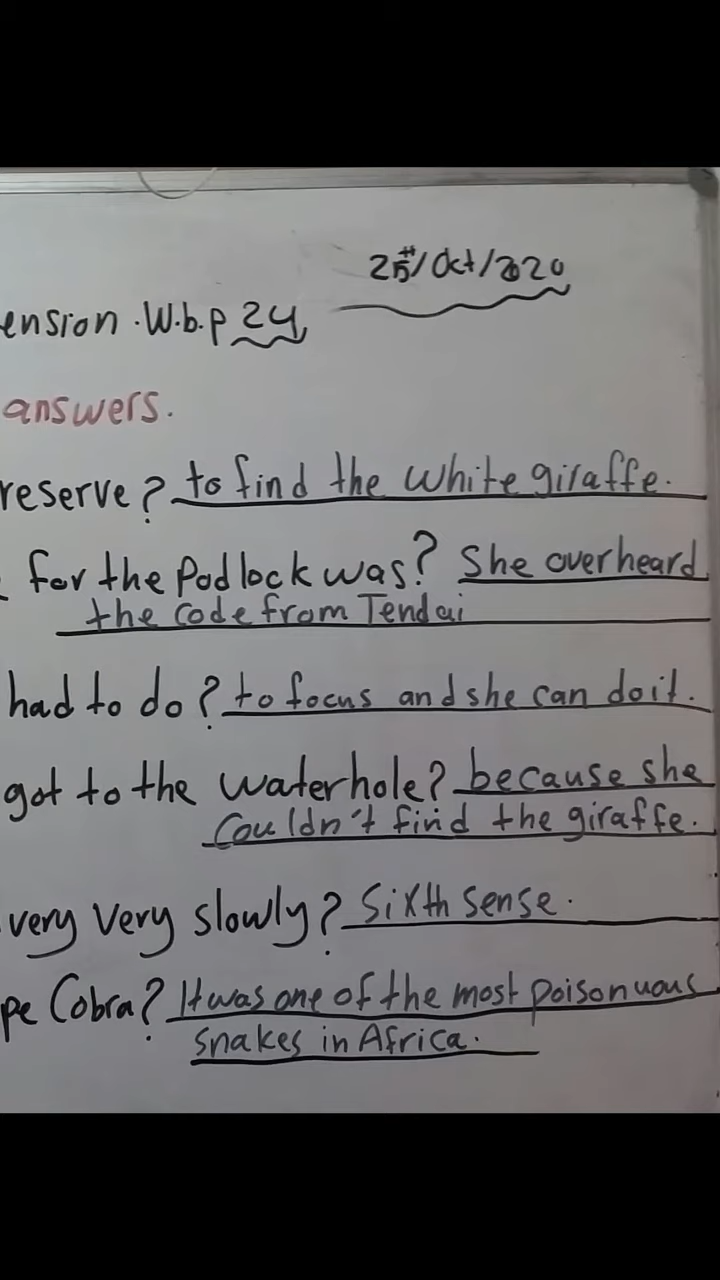 25th/Oct/2020
ension. W.b.p 24
answers.
reserve? to find the white giraffe.
for the Padlock was? She overheard
the code from Tendai
had to do? to focus and she can do it.
got to the waterhole? because she
Couldn't find the giraffe.
very very slowly? Sixth sense.
pe Cobra? It was one of the most poisonuous
snakes in Africa.